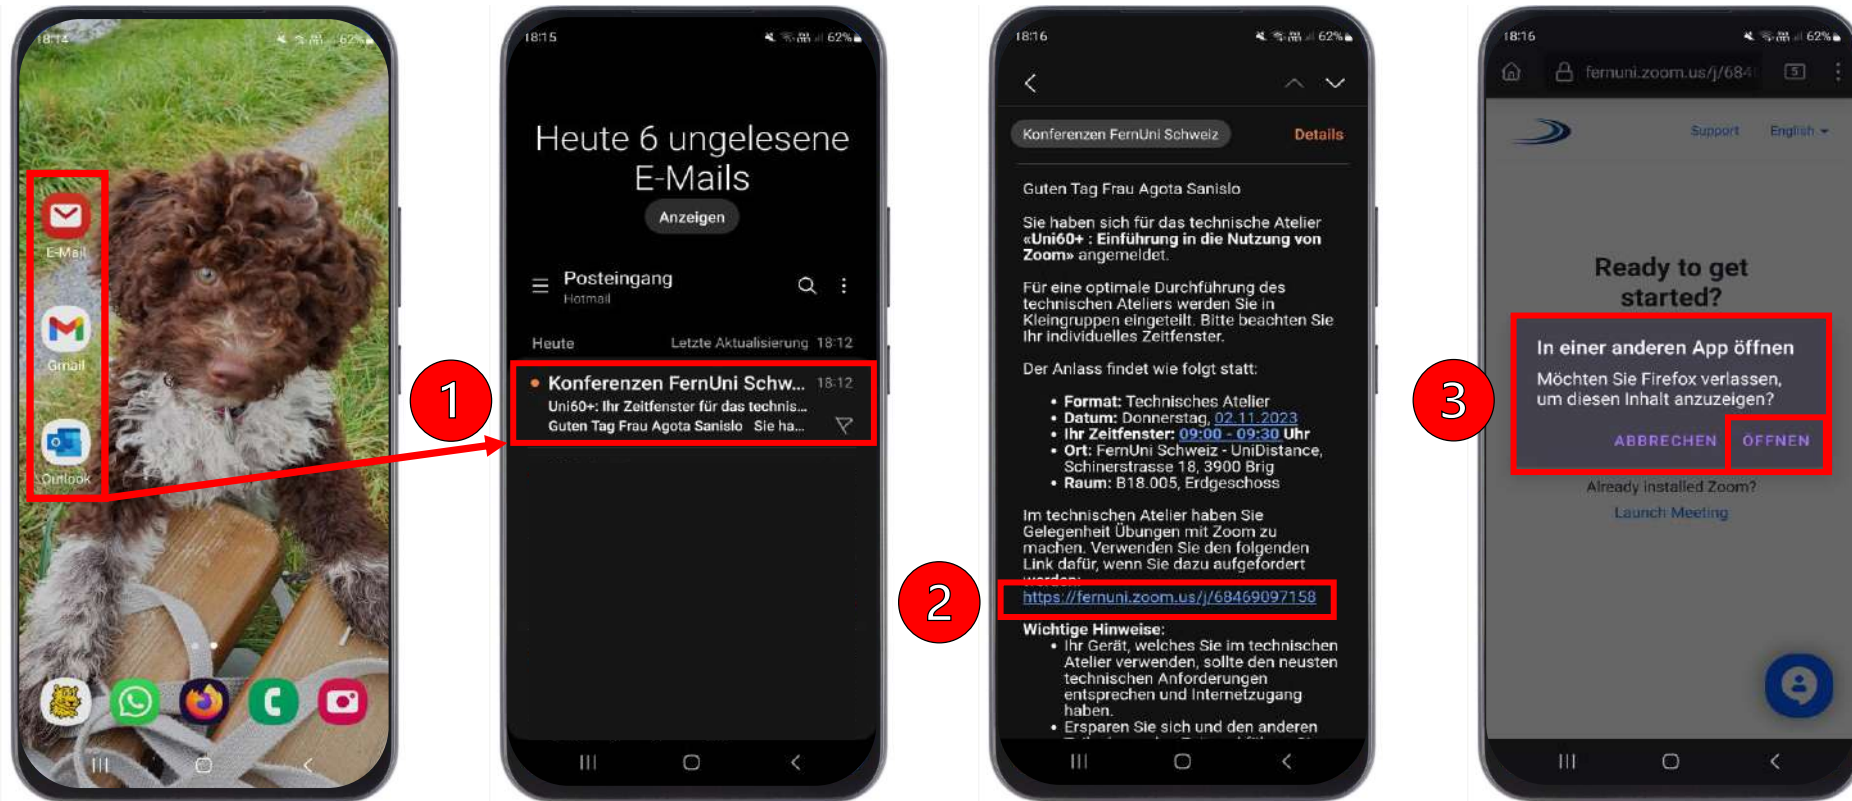 18:14
62%
E-Mail
Gmail
Outlook
1
18:15
62%
Heute 6 ungelesene
E-Mails
Anzeigen
Posteingang
Hotmail
Heute
Letzte Aktualisierung 18:12
Konferenzen FernUni Schw... 18:12
Uni60+: Ihr Zeitfenster für das technis...
Guten Tag Frau Agota Sanislo Sie ha...
2
18:16
62%
Konferenzen FernUni Schweiz
Details
Guten Tag Frau Agota Sanislo
Sie haben sich für das technische Atelier
«Uni60+ : Einführung in die Nutzung von
Zoom» angemeldet.
Für eine optimale Durchführung des
technischen Ateliers werden Sie in
Kleingruppen eingeteilt. Bitte beachten Sie
Ihr individuelles Zeitfenster.
Der Anlass findet wie folgt statt:
• Format: Technisches Atelier
• Datum: Donnerstag, 02.11.2023
• Ihr Zeitfenster: 09:00 - 09:30 Uhr
• Ort: FernUni Schweiz - UniDistance,
Schinerstrasse 18, 3900 Brig
• Raum: B18.005, Erdgeschoss
Im technischen Atelier haben Sie
Gelegenheit Übungen mit Zoom zu
machen. Verwenden Sie den folgenden
Link dafür, wenn Sie dazu aufgefordert
werden:
https://fernuni.zoom.us/j/68469097158
Wichtige Hinweise:
• Ihr Gerät, welches Sie im technischen
Atelier verwenden, sollte den neusten
technischen Anforderungen
entsprechen und Internetzugang
haben.
• Ersparen Sie sich und den anderen
3
18:16
62%
fernuni.zoom.us/j/684
5
Support
English
Ready to get
started?
In einer anderen App öffnen
Möchten Sie Firefox verlassen,
um diesen Inhalt anzuzeigen?
ABBRECHEN
ÖFFNEN
Already installed Zoom?
Launch Meeting